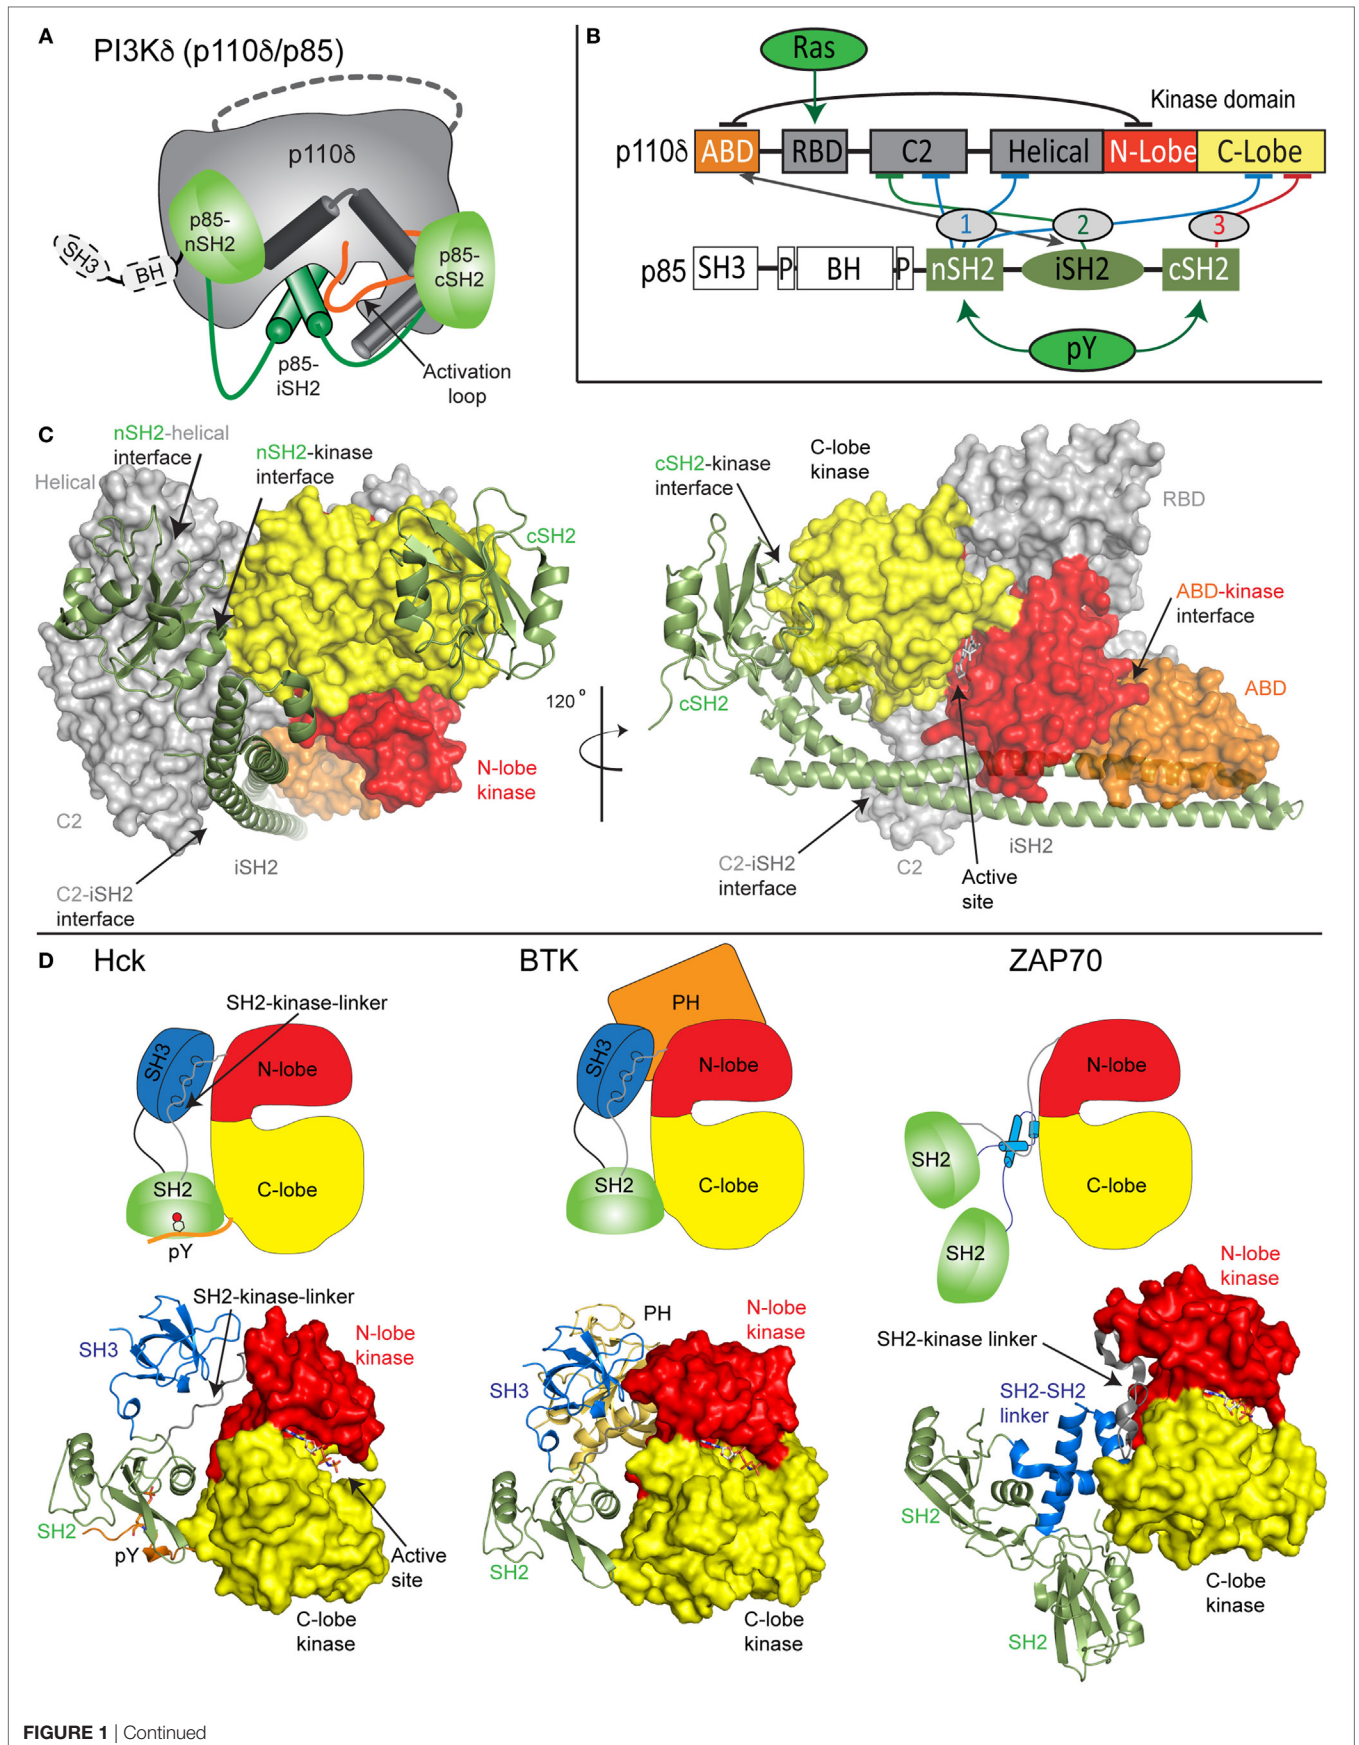 A
PI3Kδ (p110δ/p85)
p110δ
p85-
nSH2
SH3
BH
p85-
cSH2
p85-
iSH2
Activation
loop
B
Ras
Kinase domain
p110δ
ABD
RBD
C2
Helical
N-Lobe
C-Lobe
1
2
3
p85
SH3
P
BH
P
nSH2
iSH2
cSH2
pY
C
nSH2-helical
interface
Helical
nSH2-kinase
interface
cSH2
N-lobe
kinase
C2
iSH2
C2-iSH2
interface
120°
cSH2-kinase
interface
C-lobe
kinase
RBD
ABD-kinase
interface
ABD
cSH2
C2-iSH2
interface
C2
iSH2
Active
site
D
Hck
SH2-kinase-linker
SH3
N-lobe
SH2
C-lobe
pY
SH2-kinase-linker
SH3
N-lobe
kinase
SH2
pY
Active
site
C-lobe
kinase
BTK
PH
SH3
N-lobe
SH2
C-lobe
PH
N-lobe
kinase
SH3
SH2
C-lobe
kinase
ZAP70
N-lobe
SH2
C-lobe
SH2
N-lobe
kinase
SH2-kinase linker
SH2-SH2
linker
SH2
C-lobe
kinase
SH2
FIGURE 1 | Continued